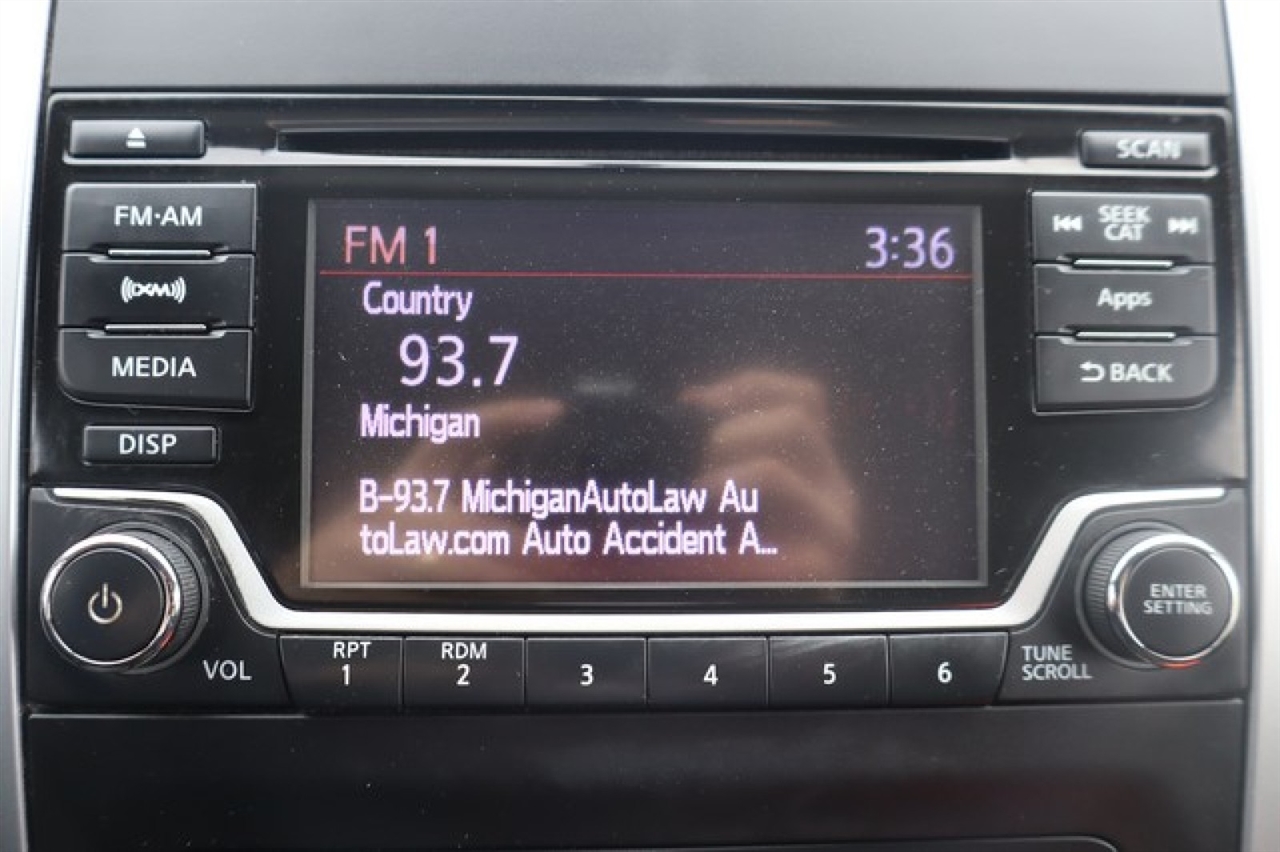 SCAN
FM·AM
SEEK
CAT
FM 1 3:36
Country
((XM))
Apps
93.7
MEDIA
BACK
Michigan
DISP
B-93.7 MichiganAutoLaw Au
toLaw.com Auto Accident A...
ENTER
SETTING
VOL
RPT
1
RDM
2
3
4
5
6
TUNE
SCROLL